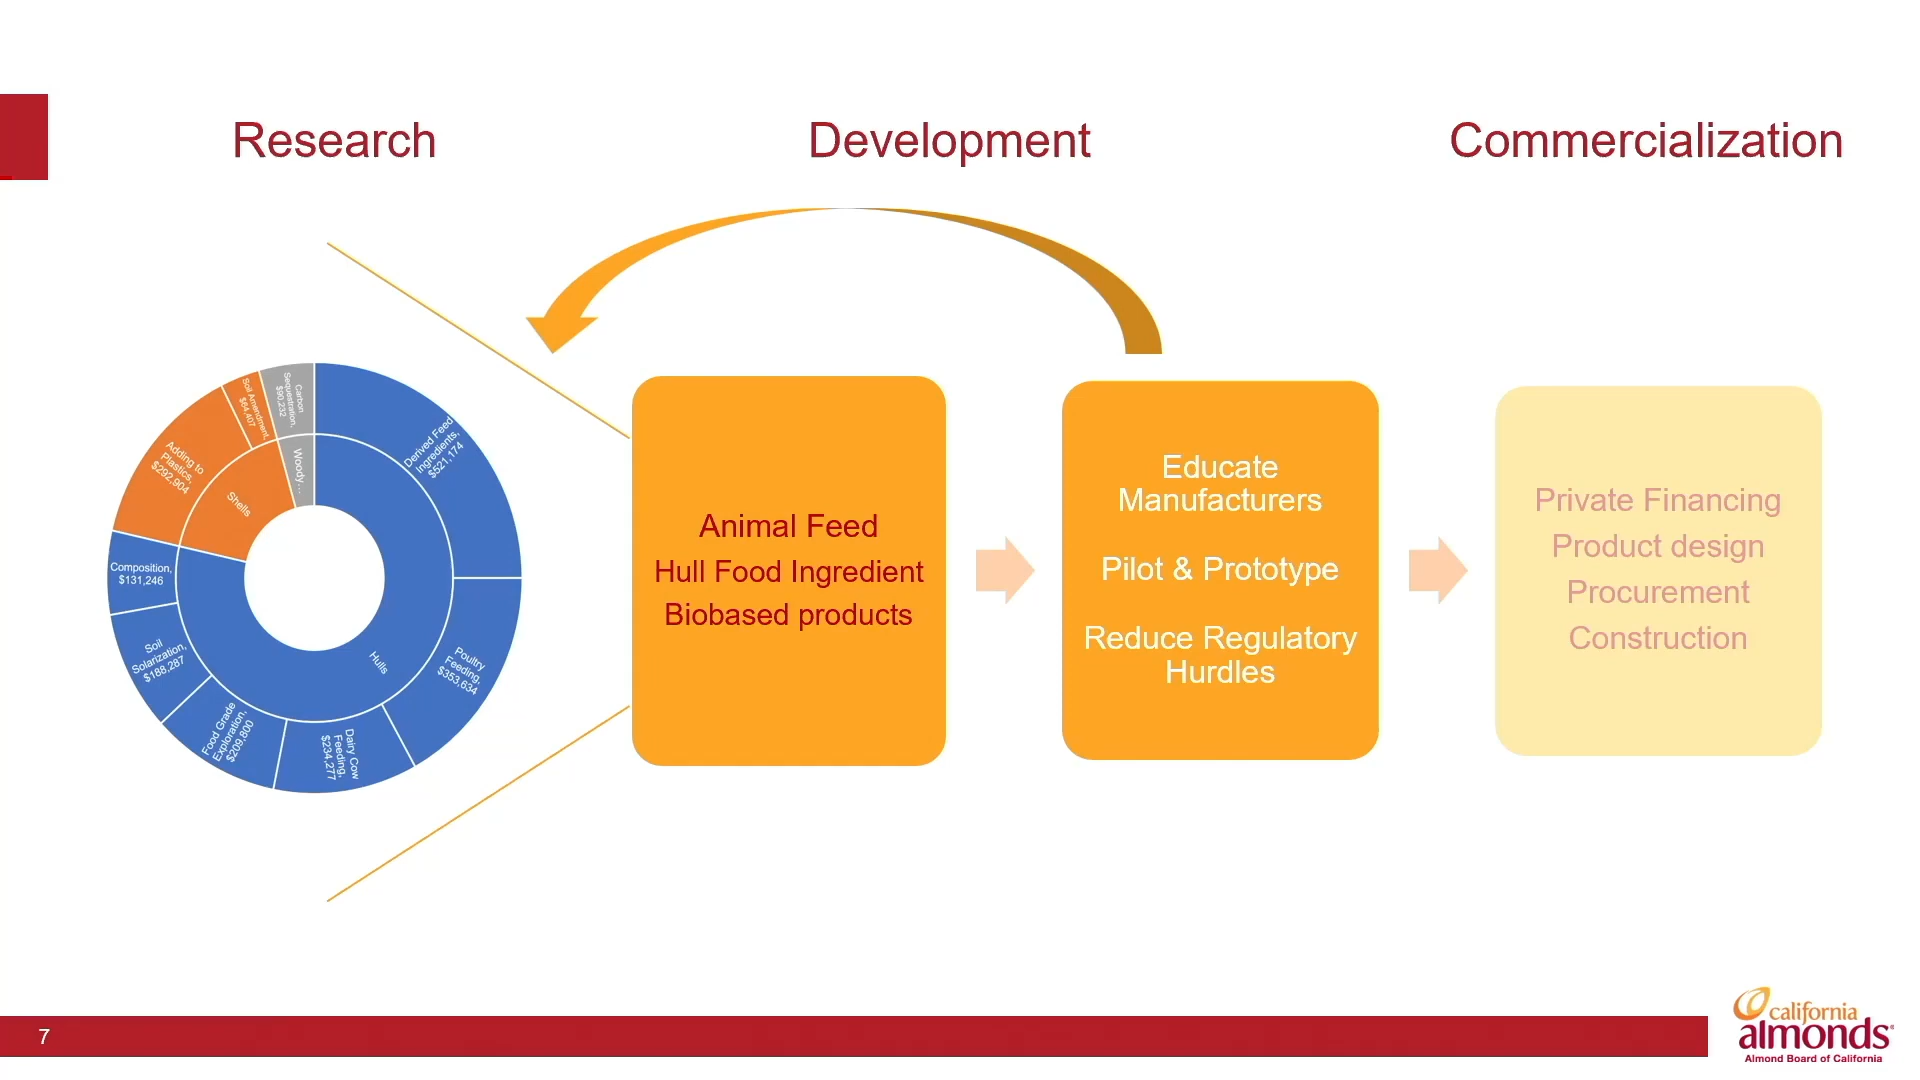 Research
Development
Commercialization
Carbon
Sequestration,
$90,232
Soil Amendment,
$64,407
Adding to
Plastics,
$292,904
Derived Feed
Ingredients,
$521,174
Woody...
Shells
Hulls
Composition,
$131,246
Soil
Solarization,
$188,287
Food Grade
Exploration,
$209,800
Dairy Cow
Feeding,
$234,277
Poultry
Feeding,
$353,634
Animal Feed
Hull Food Ingredient
Biobased products
Educate
Manufacturers
Pilot & Prototype
Reduce Regulatory
Hurdles
Private Financing
Product design
Procurement
Construction
7
california
almonds®
Almond Board of California